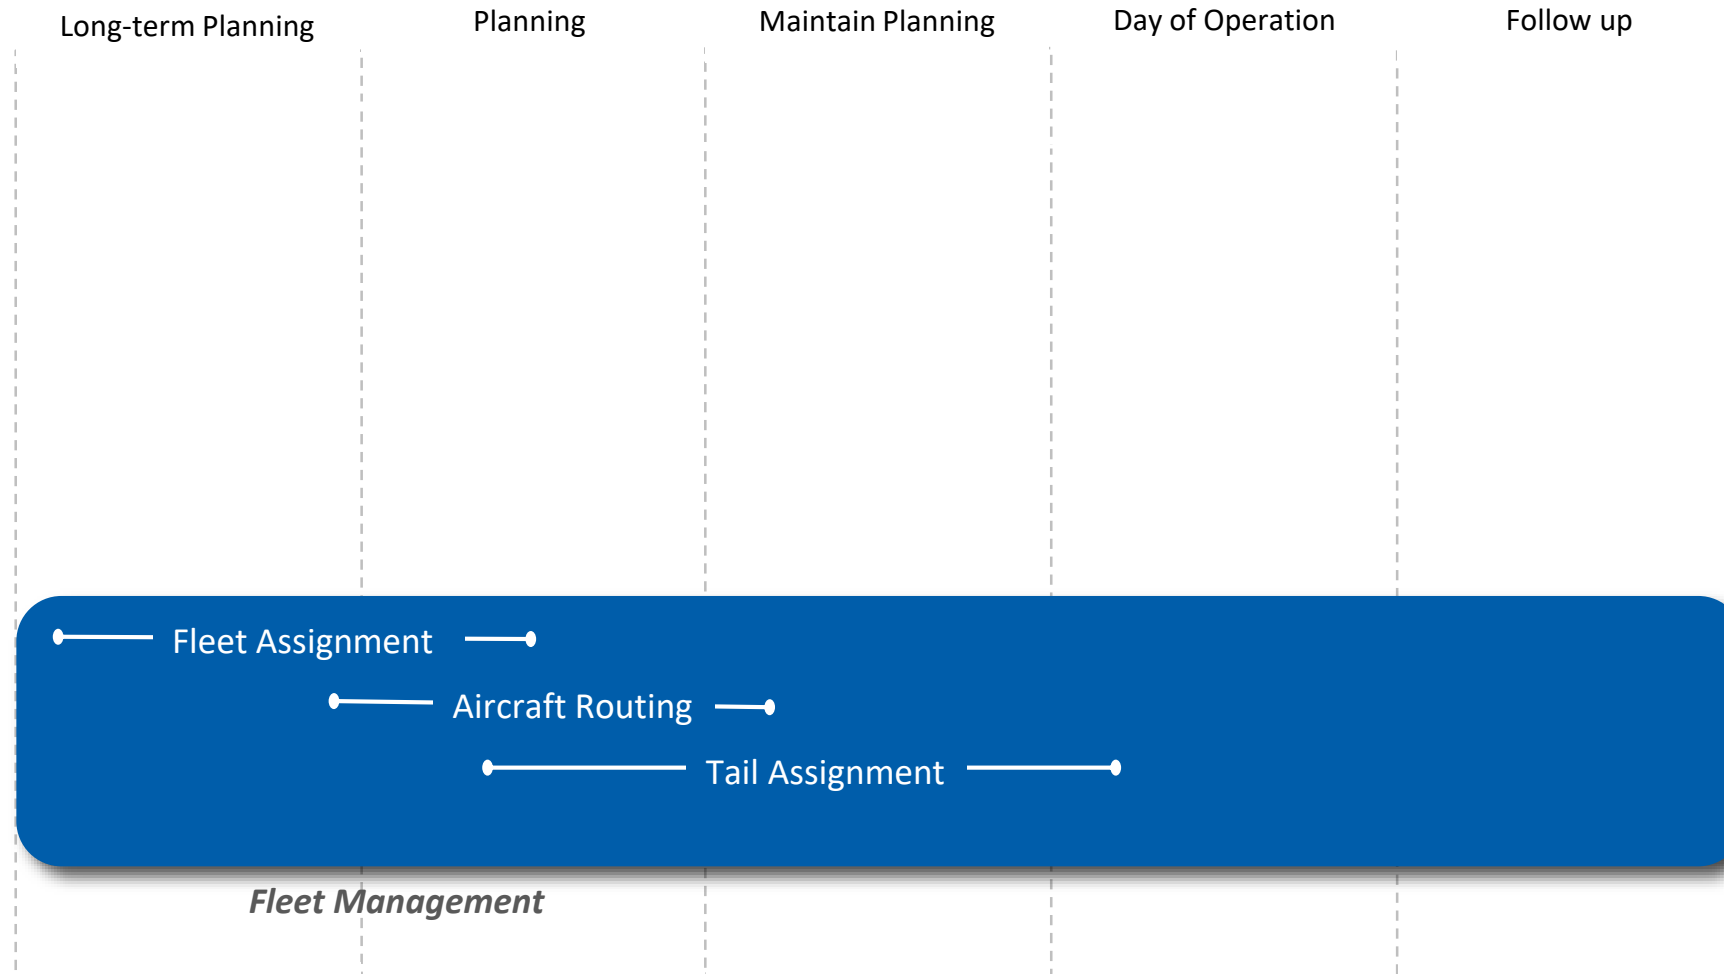 Long-term Planning
Planning
Maintain Planning
Day of Operation
Follow up
Fleet Assignment
Aircraft Routing
Tail Assignment
Fleet Management